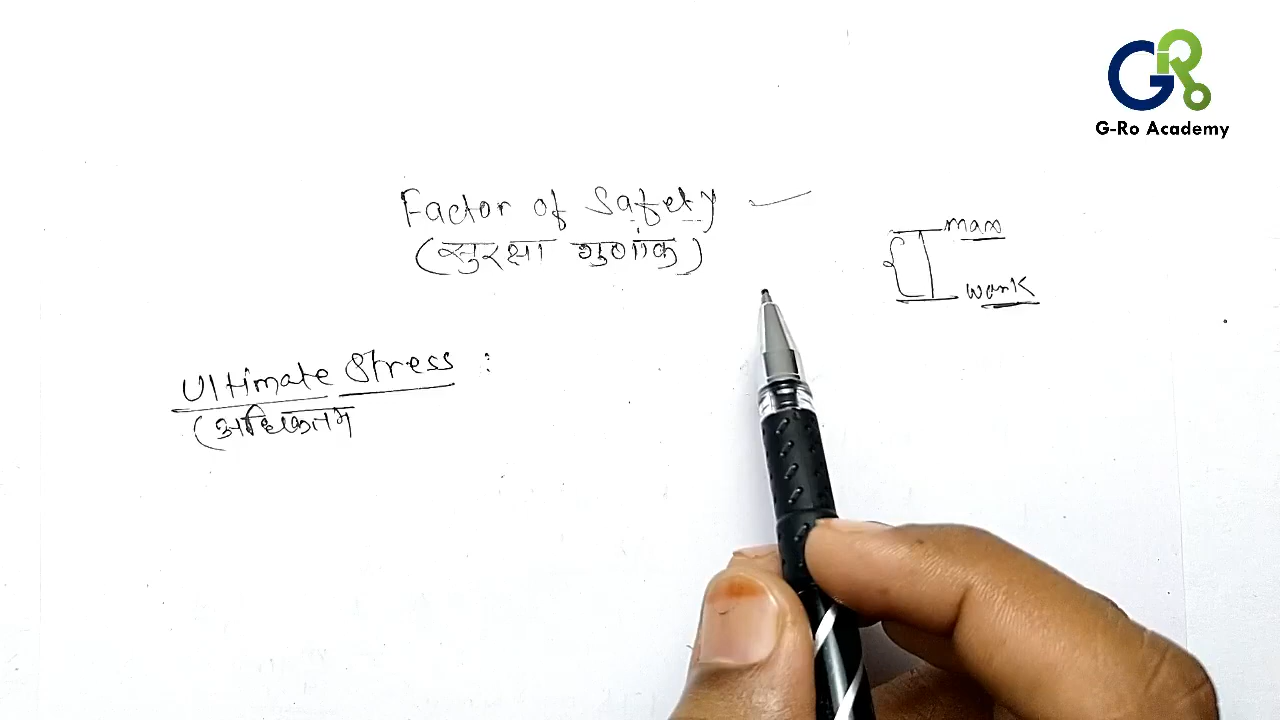 G-Ro Academy
Factor of Safety
(सुरक्षा गुणांक)
max
work
Ultimate Stress :
(अधिकतम